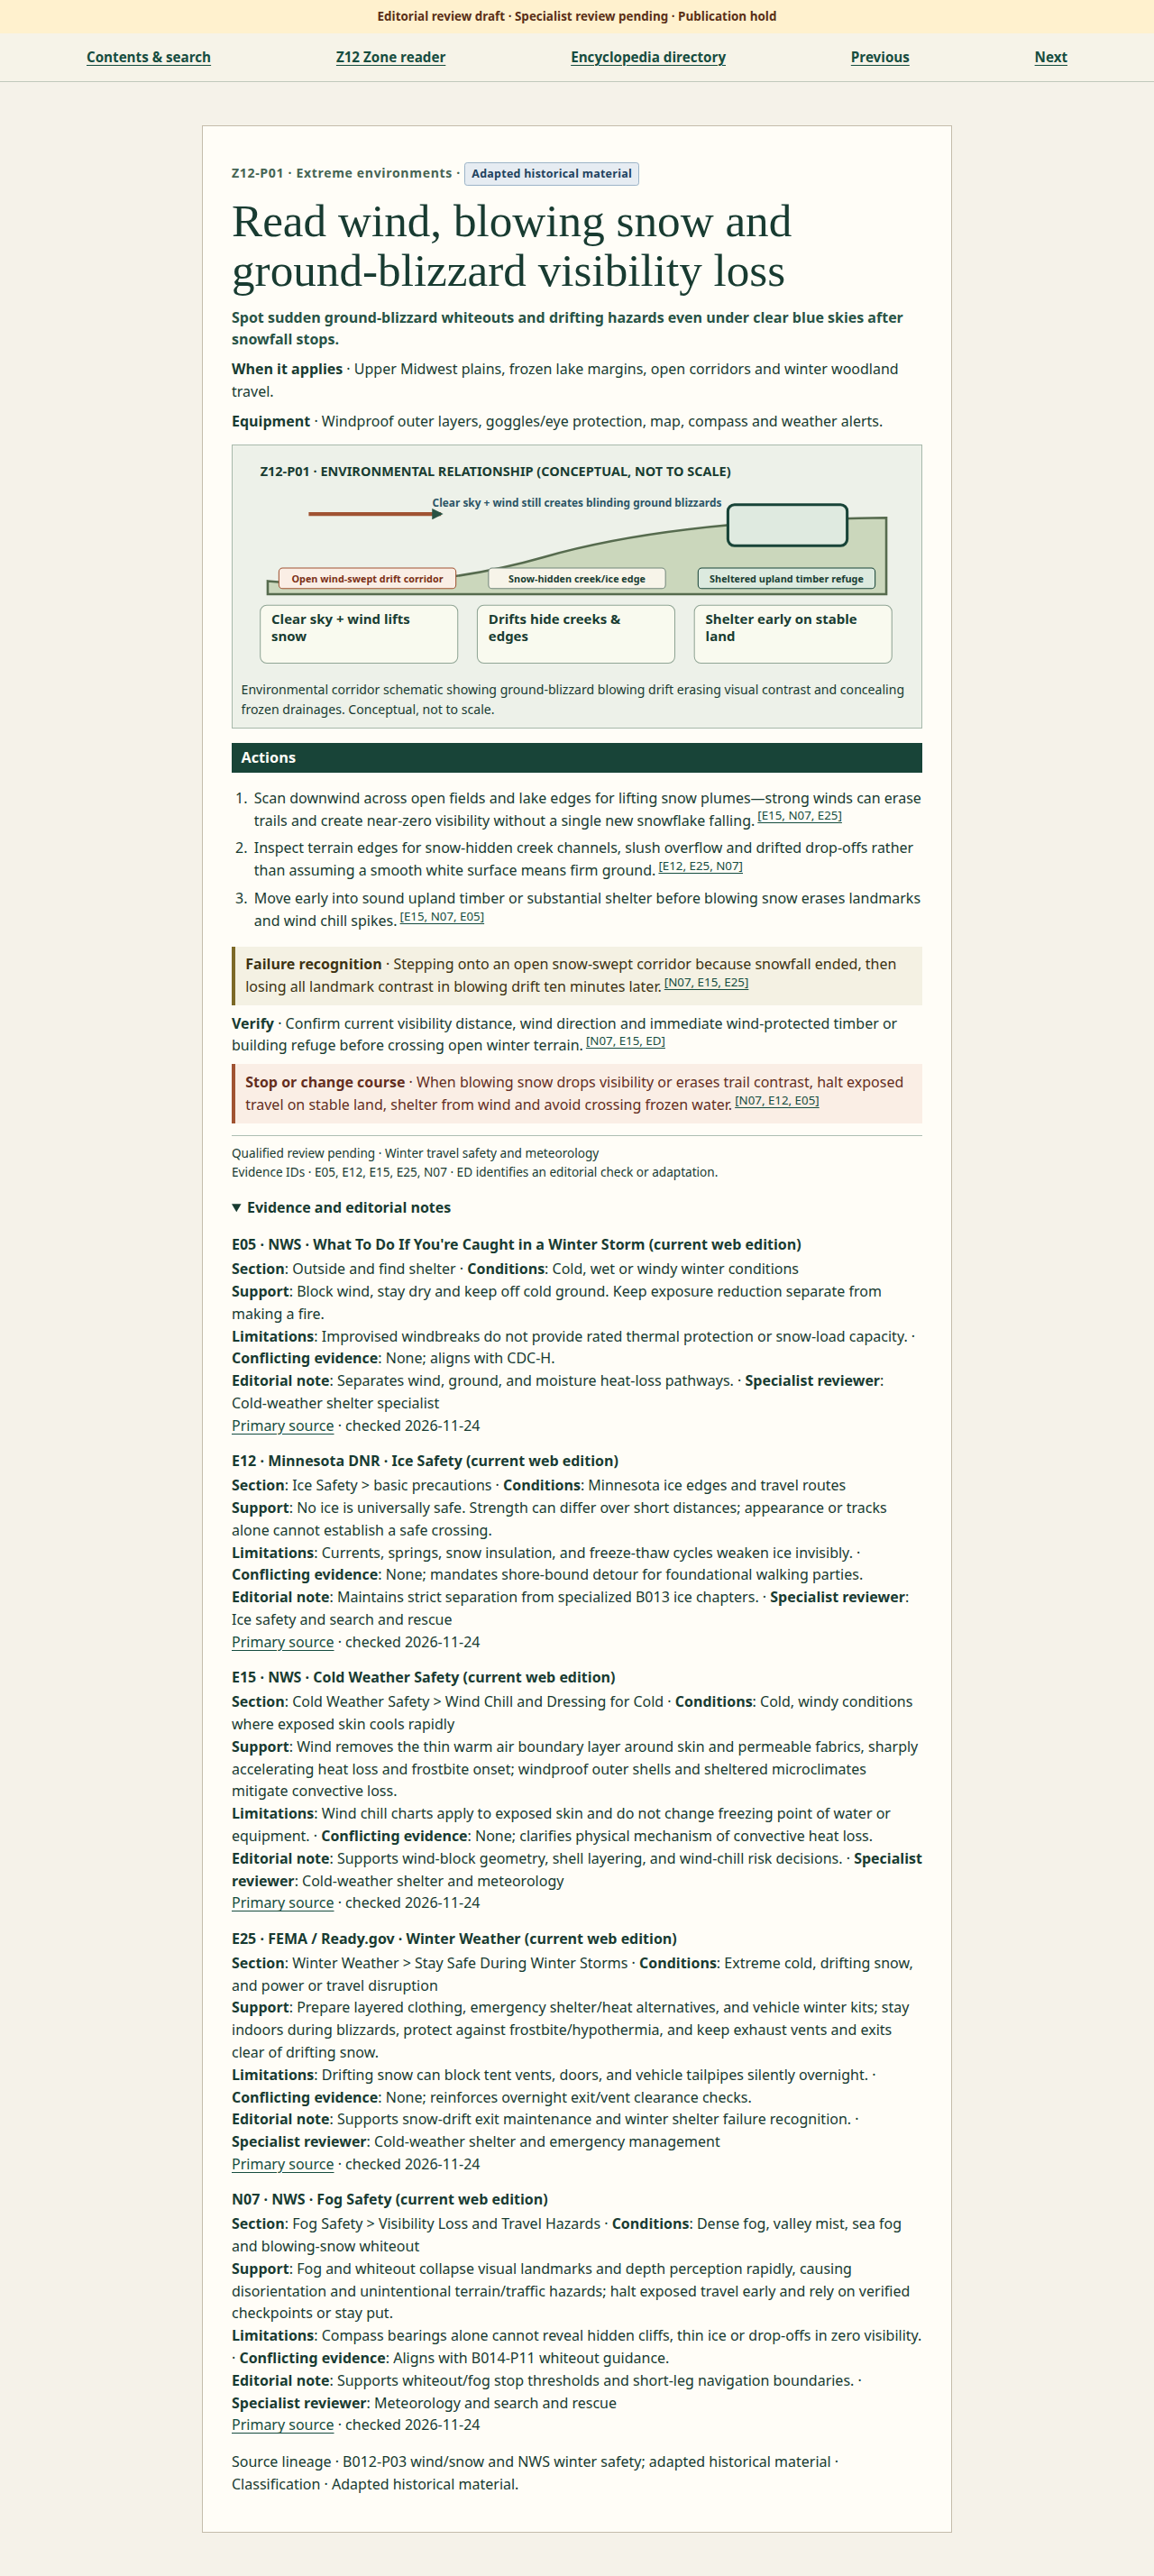 Editorial review draft · Specialist review pending · Publication hold
Contents & search
Z12 Zone reader
Encyclopedia directory
Previous
Next
Z12-P01 · Extreme environments · Adapted historical material
Read wind, blowing snow and
ground-blizzard visibility loss
Spot sudden ground-blizzard whiteouts and drifting hazards even under clear blue skies after
snowfall stops.
When it applies · Upper Midwest plains, frozen lake margins, open corridors and winter woodland
travel.
Equipment · Windproof outer layers, goggles/eye protection, map, compass and weather alerts.
Z12-P01 · ENVIRONMENTAL RELATIONSHIP (CONCEPTUAL, NOT TO SCALE)
Clear sky + wind still creates blinding ground blizzards
Open wind-swept drift corridor
Snow-hidden creek/ice edge
Sheltered upland timber refuge
Clear sky + wind lifts
snow
Drifts hide creeks &
edges
Shelter early on stable
land
Environmental corridor schematic showing ground-blizzard blowing drift erasing visual contrast and concealing
frozen drainages. Conceptual, not to scale.
Actions
1. Scan downwind across open fields and lake edges for lifting snow plumes—strong winds can erase
trails and create near-zero visibility without a single new snowflake falling. [E15, N07, E25]
2. Inspect terrain edges for snow-hidden creek channels, slush overflow and drifted drop-offs rather
than assuming a smooth white surface means firm ground. [E12, E25, N07]
3. Move early into sound upland timber or substantial shelter before blowing snow erases landmarks
and wind chill spikes. [E15, N07, E05]
Failure recognition · Stepping onto an open snow-swept corridor because snowfall ended, then
losing all landmark contrast in blowing drift ten minutes later. [N07, E15, E25]
Verify · Confirm current visibility distance, wind direction and immediate wind-protected timber or
building refuge before crossing open winter terrain. [N07, E15, ED]
Stop or change course · When blowing snow drops visibility or erases trail contrast, halt exposed
travel on stable land, shelter from wind and avoid crossing frozen water. [N07, E12, E05]
Qualified review pending · Winter travel safety and meteorology
Evidence IDs · E05, E12, E15, E25, N07 · ED identifies an editorial check or adaptation.
▼ Evidence and editorial notes
E05 · NWS · What To Do If You're Caught in a Winter Storm (current web edition)
Section: Outside and find shelter · Conditions: Cold, wet or windy winter conditions
Support: Block wind, stay dry and keep off cold ground. Keep exposure reduction separate from
making a fire.
Limitations: Improvised windbreaks do not provide rated thermal protection or snow-load capacity. ·
Conflicting evidence: None; aligns with CDC-H.
Editorial note: Separates wind, ground, and moisture heat-loss pathways. · Specialist reviewer:
Cold-weather shelter specialist
Primary source · checked 2026-11-24
E12 · Minnesota DNR · Ice Safety (current web edition)
Section: Ice Safety > basic precautions · Conditions: Minnesota ice edges and travel routes
Support: No ice is universally safe. Strength can differ over short distances; appearance or tracks
alone cannot establish a safe crossing.
Limitations: Currents, springs, snow insulation, and freeze-thaw cycles weaken ice invisibly. ·
Conflicting evidence: None; mandates shore-bound detour for foundational walking parties.
Editorial note: Maintains strict separation from specialized B013 ice chapters. · Specialist reviewer:
Ice safety and search and rescue
Primary source · checked 2026-11-24
E15 · NWS · Cold Weather Safety (current web edition)
Section: Cold Weather Safety > Wind Chill and Dressing for Cold · Conditions: Cold, windy conditions
where exposed skin cools rapidly
Support: Wind removes the thin warm air boundary layer around skin and permeable fabrics, sharply
accelerating heat loss and frostbite onset; windproof outer shells and sheltered microclimates
mitigate convective loss.
Limitations: Wind chill charts apply to exposed skin and do not change freezing point of water or
equipment. · Conflicting evidence: None; clarifies physical mechanism of convective heat loss.
Editorial note: Supports wind-block geometry, shell layering, and wind-chill risk decisions. · Specialist
reviewer: Cold-weather shelter and meteorology
Primary source · checked 2026-11-24
E25 · FEMA / Ready.gov · Winter Weather (current web edition)
Section: Winter Weather > Stay Safe During Winter Storms · Conditions: Extreme cold, drifting snow,
and power or travel disruption
Support: Prepare layered clothing, emergency shelter/heat alternatives, and vehicle winter kits; stay
indoors during blizzards, protect against frostbite/hypothermia, and keep exhaust vents and exits
clear of drifting snow.
Limitations: Drifting snow can block tent vents, doors, and vehicle tailpipes silently overnight. ·
Conflicting evidence: None; reinforces overnight exit/vent clearance checks.
Editorial note: Supports snow-drift exit maintenance and winter shelter failure recognition. ·
Specialist reviewer: Cold-weather shelter and emergency management
Primary source · checked 2026-11-24
N07 · NWS · Fog Safety (current web edition)
Section: Fog Safety > Visibility Loss and Travel Hazards · Conditions: Dense fog, valley mist, sea fog
and blowing-snow whiteout
Support: Fog and whiteout collapse visual landmarks and depth perception rapidly, causing
disorientation and unintentional terrain/traffic hazards; halt exposed travel early and rely on verified
checkpoints or stay put.
Limitations: Compass bearings alone cannot reveal hidden cliffs, thin ice or drop-offs in zero visibility.
· Conflicting evidence: Aligns with B014-P11 whiteout guidance.
Editorial note: Supports whiteout/fog stop thresholds and short-leg navigation boundaries. ·
Specialist reviewer: Meteorology and search and rescue
Primary source · checked 2026-11-24
Source lineage · B012-P03 wind/snow and NWS winter safety; adapted historical material ·
Classification · Adapted historical material.